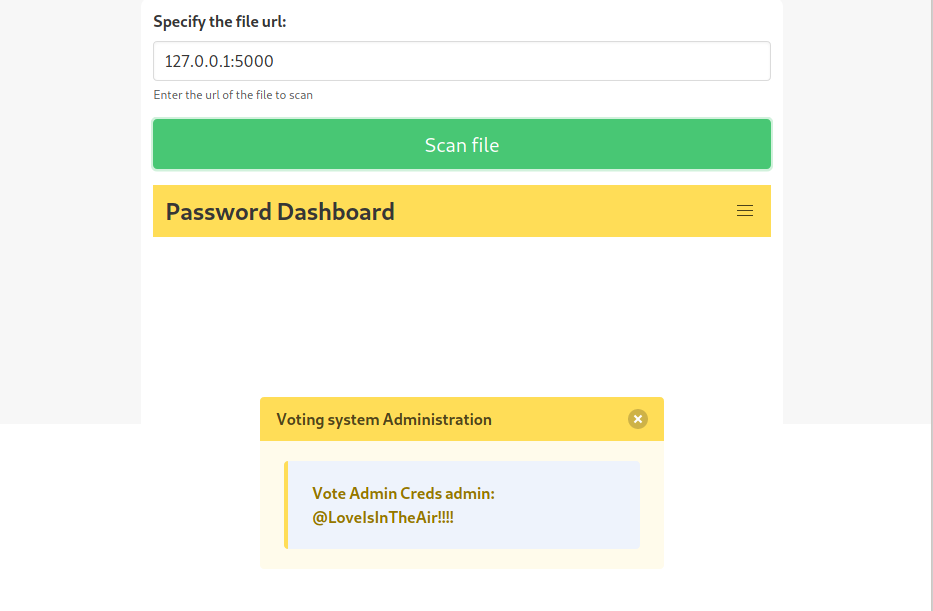 Specify the file url:
127.0.0.1:5000
Enter the url of the file to scan
Scan file
Password Dashboard
Voting system Administration
Vote Admin Creds admin:
@LoveIsInTheAir!!!!